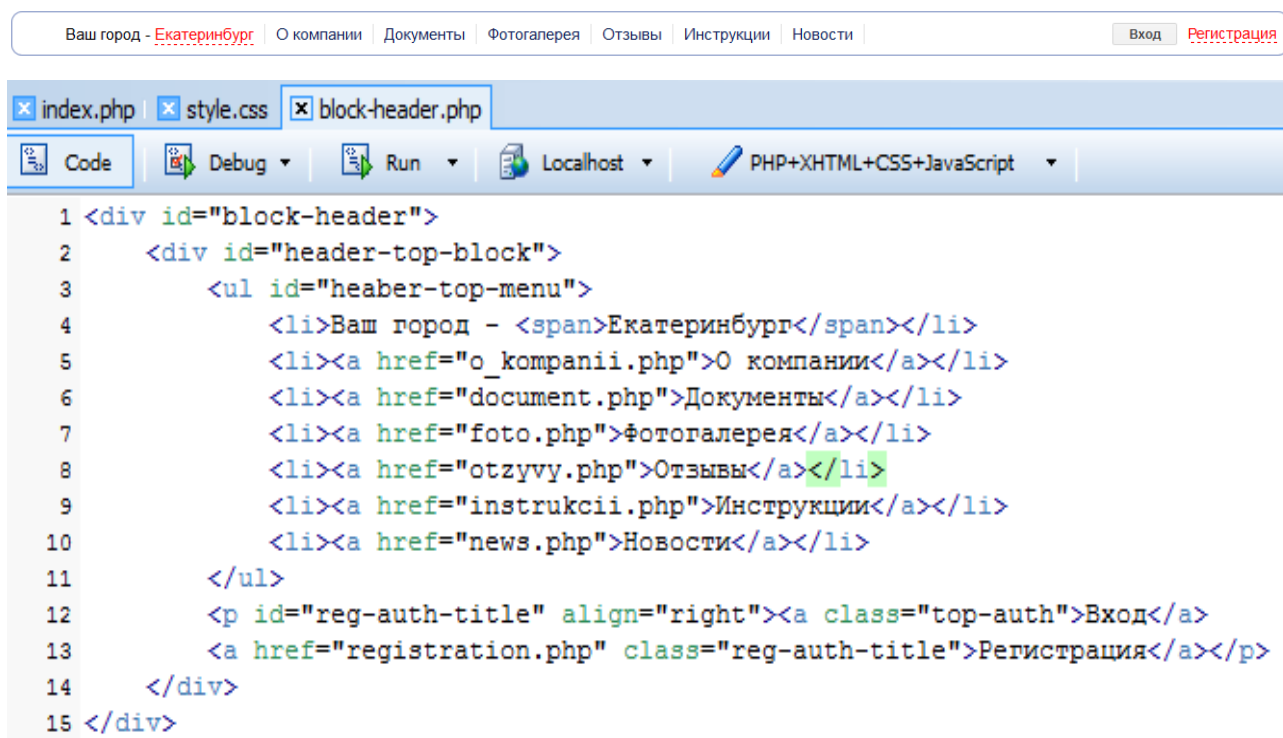 Ваш город - Екатеринбург О компании Документы Фотогалерея Отзывы Инструкции Новости Вход Регистрация
index.php style.css block-header.php
Code Debug Run Localhost PHP+XHTML+CSS+JavaScript
1 <div id="block-header">
2 <div id="header-top-block">
3 <ul id="heaber-top-menu">
4 <li>Ваш город - <span>Екатеринбург</span></li>
5 <li><a href="o_kompanii.php">О компании</a></li>
6 <li><a href="document.php">Документы</a></li>
7 <li><a href="foto.php">Фотогалерея</a></li>
8 <li><a href="otzyvy.php">Отзывы</a></li>
9 <li><a href="instrukcii.php">Инструкции</a></li>
10 <li><a href="news.php">Новости</a></li>
11 </ul>
12 <p id="reg-auth-title" align="right"><a class="top-auth">Вход</a>
13 <a href="registration.php" class="reg-auth-title">Регистрация</a></p>
14 </div>
15 </div>